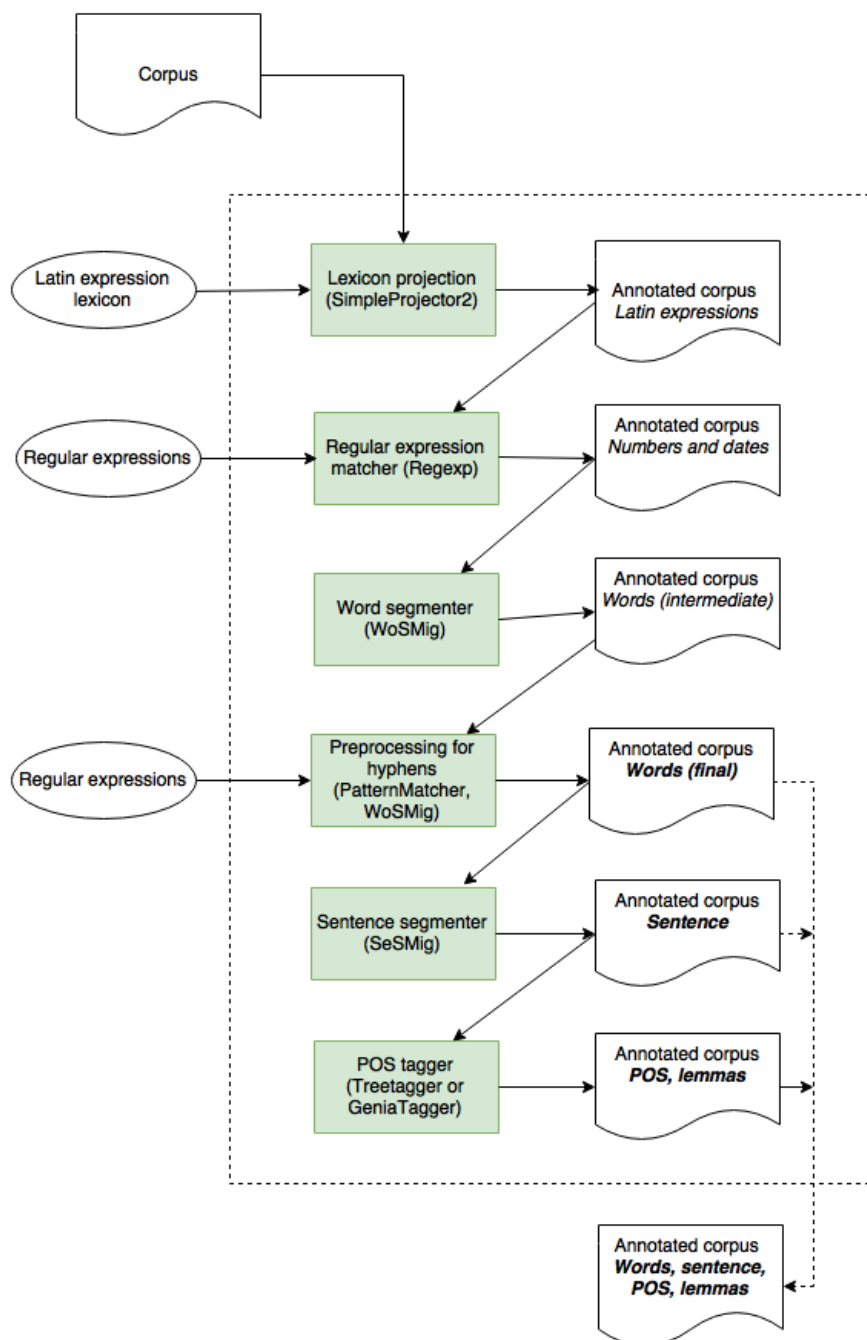 Corpus
Latin expression
lexicon
Lexicon projection
(SimpleProjector2)
Annotated corpus
Latin expressions
Regular expressions
Regular expression
matcher (Regexp)
Annotated corpus
Numbers and dates
Word segmenter
(WoSMig)
Annotated corpus
Words (intermediate)
Regular expressions
Preprocessing for
hyphens
(PatternMatcher,
WoSMig)
Annotated corpus
Words (final)
Sentence segmenter
(SeSMig)
Annotated corpus
Sentence
POS tagger
(Treetagger or
GeniaTagger)
Annotated corpus
POS, lemmas
Annotated corpus
Words, sentence,
POS, lemmas